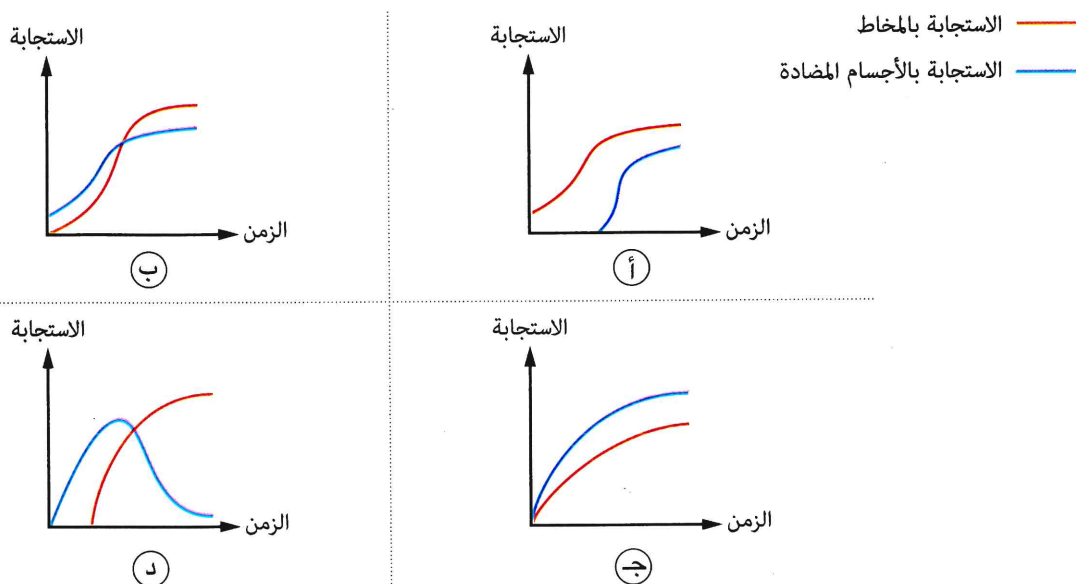 الاستجابة بالمخاط
الاستجابة بالأجسام المضادة
الاستجابة
الزمن
أ
الاستجابة
الزمن
ب
الاستجابة
الزمن
جـ
الاستجابة
الزمن
د